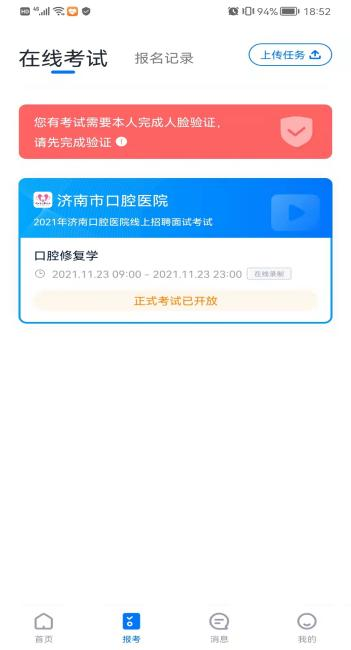 HD 4G 94% 18:52
在线考试 报名记录 上传任务
您有考试需要本人完成人脸验证，
请先完成验证
济南市口腔医院
2021年济南口腔医院线上招聘面试考试
口腔修复学
2021.11.23 09:00 - 2021.11.23 23:00 在线录制
正式考试已开放
首页 报考 消息 我的